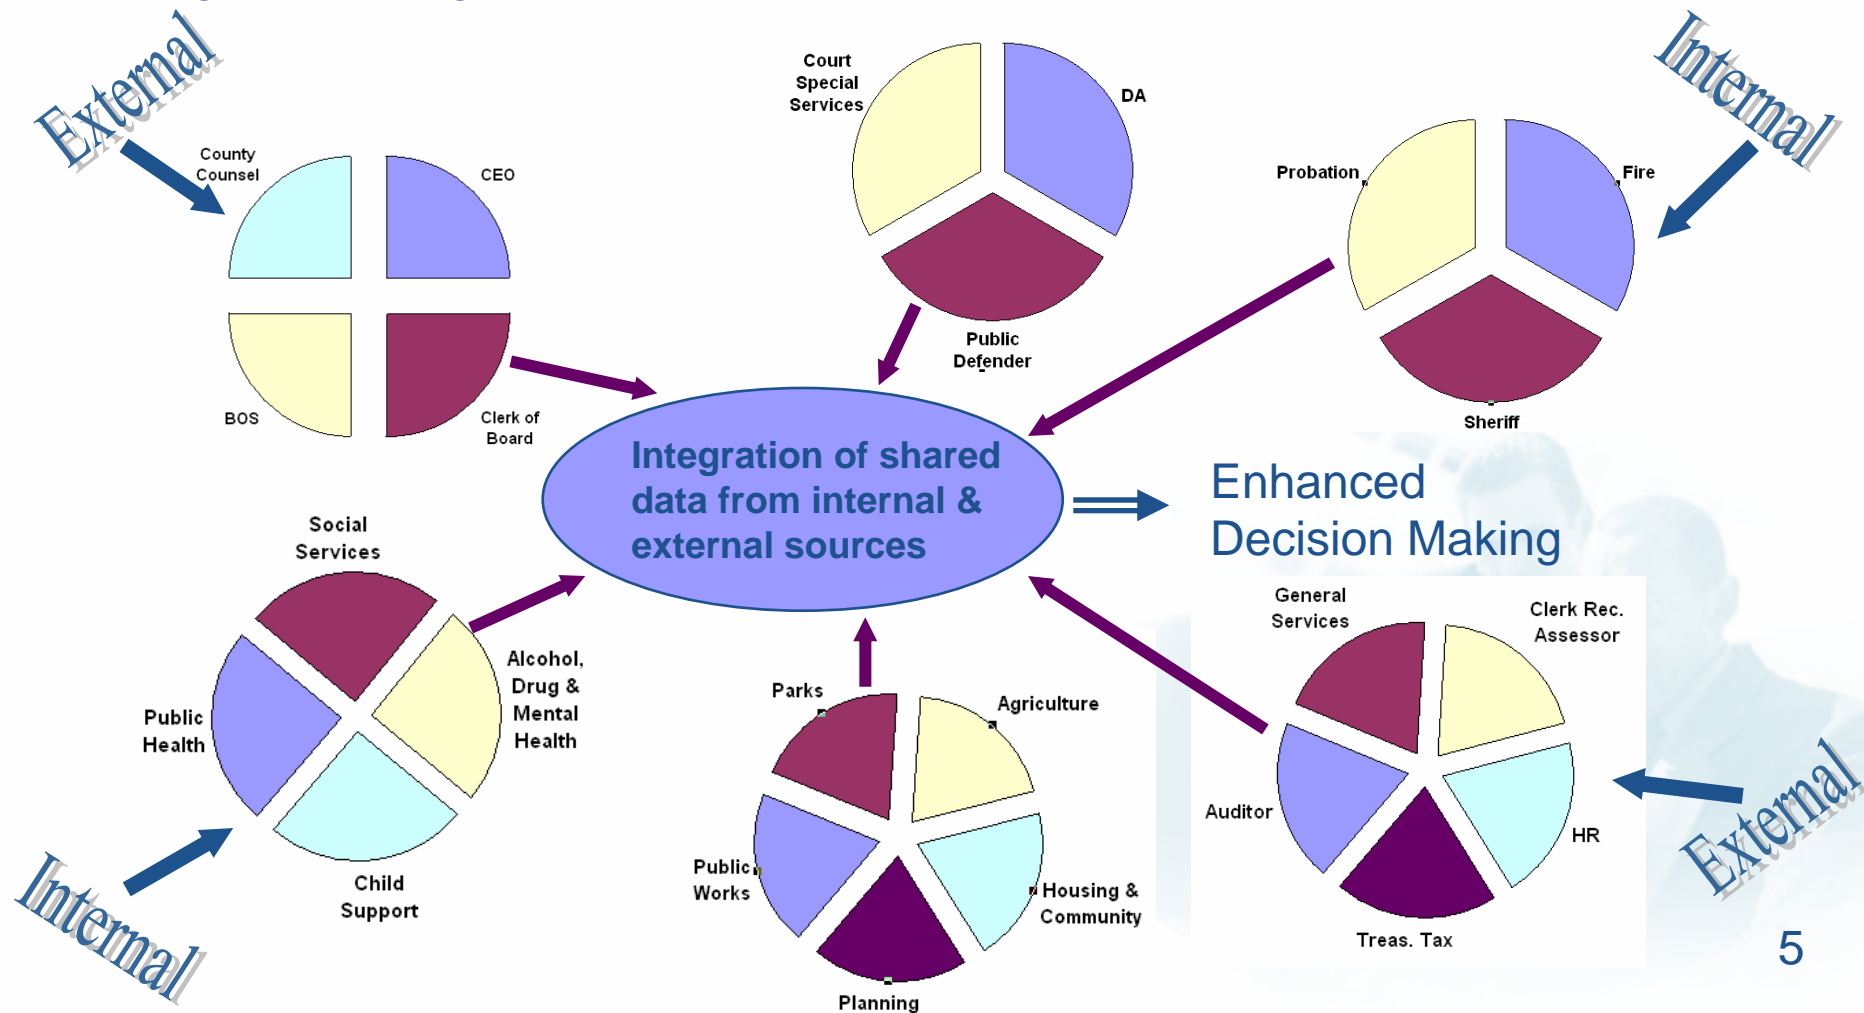 External
Internal
County
Counsel
CEO
BOS
Clerk of
Board
Court
Special
Services
DA
Public
Defender
Probation
Fire
Sheriff
Integration of shared
data from internal &
external sources
Enhanced
Decision Making
Social
Services
Alcohol,
Drug &
Mental
Health
Public
Health
Child
Support
Internal
Parks
Agriculture
Public
Works
Housing &
Community
Planning
General
Services
Clerk Rec.
Assessor
Auditor
HR
Treas. Tax
External
5